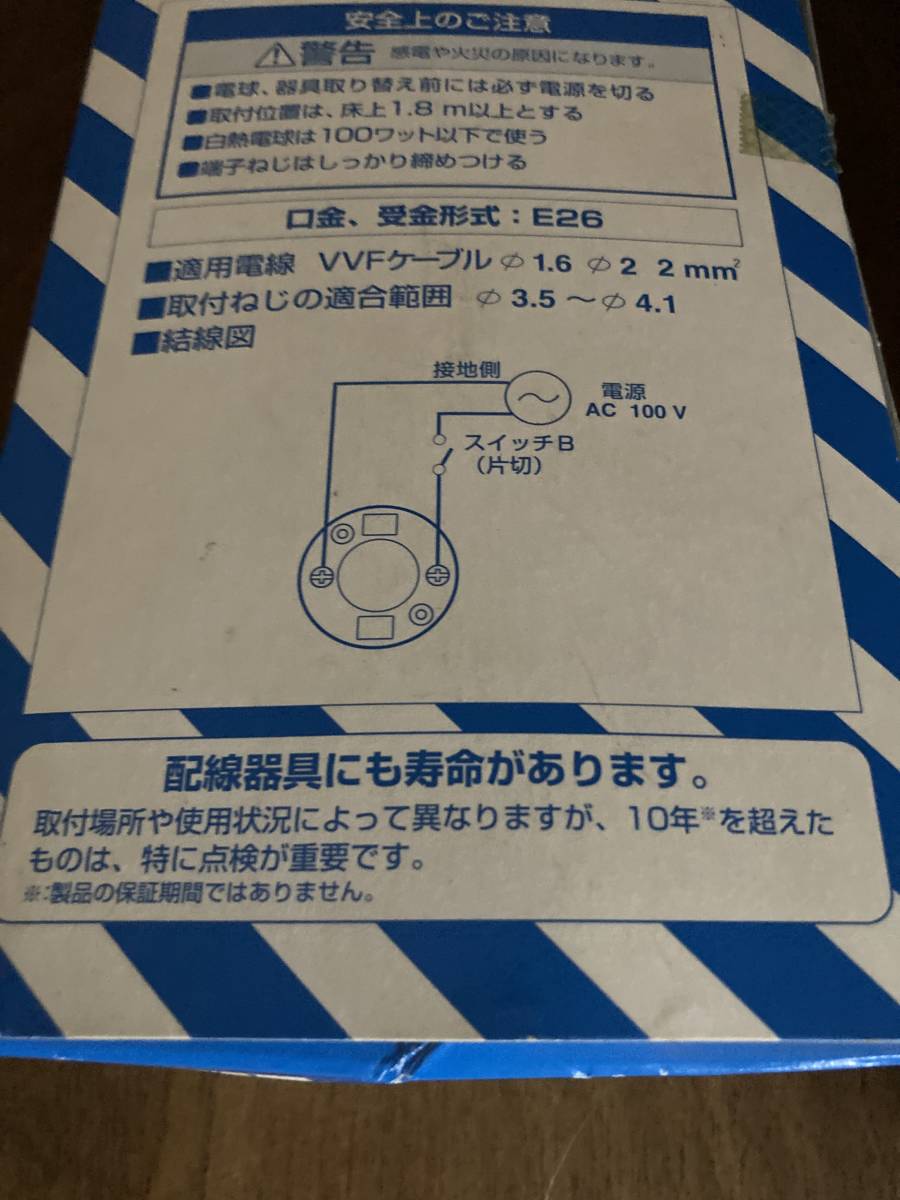 安全上のご注意
警告 感電や火災の原因になります。
■電球、器具取り替え前には必ず電源を切る
■取付位置は、床上1.8 m以上とする
■白熱電球は100ワット以下で使う
■端子ねじはしっかり締めつける
口金、受金形式：E26
■適用電線 VVFケーブル φ1.6 φ2 2mm²
■取付ねじの適合範囲 φ3.5～φ4.1
■結線図
接地側
電源
AC 100 V
スイッチB
（片切）
配線器具にも寿命があります。
取付場所や使用状況によって異なりますが、10年※を超えた
ものは、特に点検が重要です。
※:製品の保証期間ではありません。